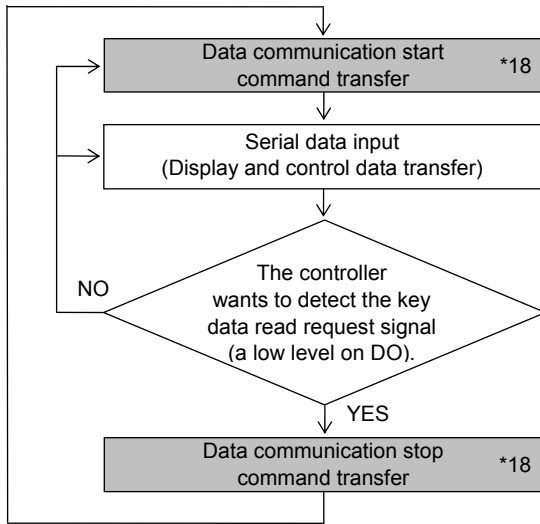 Data communication start
command transfer
*18
Serial data input
(Display and control data transfer)
The controller
wants to detect the key
data read request signal
(a low level on DO).
NO
YES
Data communication stop
command transfer
*18